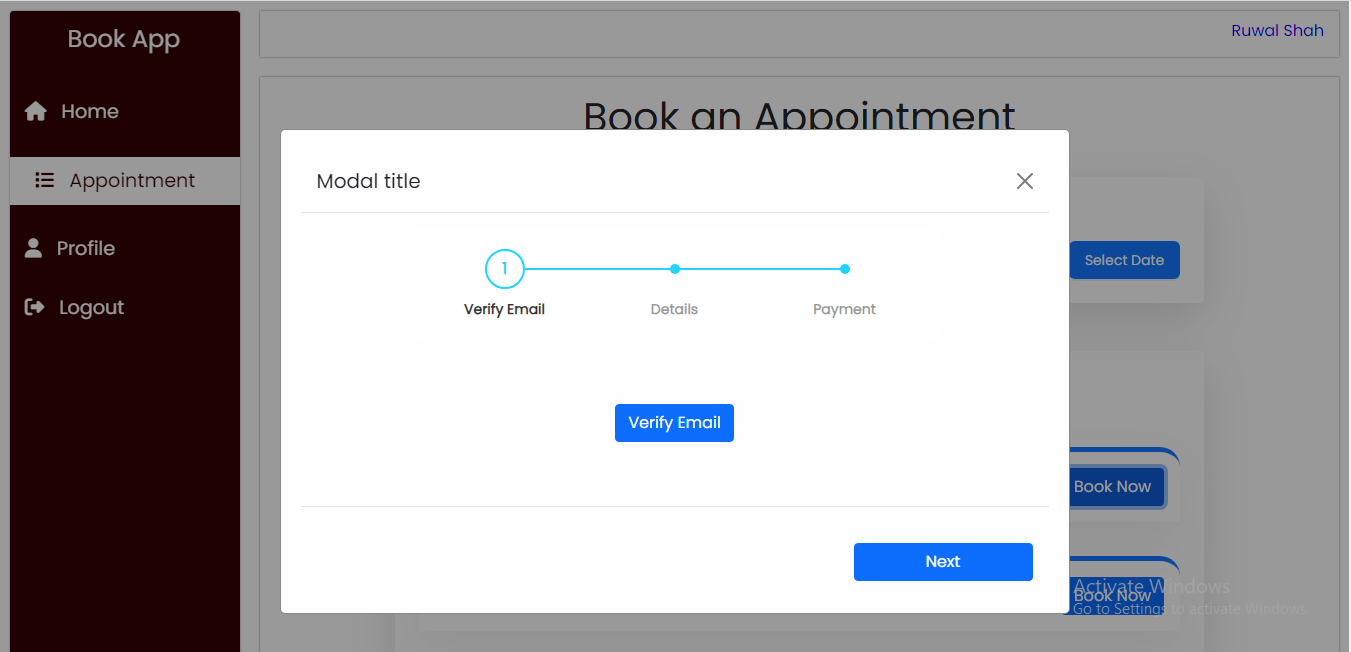 Book App
Ruwal Shah
Home
Appointment
Profile
Logout
Book an Appointment
Select Date
Modal title
1
Verify Email
Details
Payment
Verify Email
Next
Book Now
Book Now
Activate Windows
Go to Settings to activate Windows.